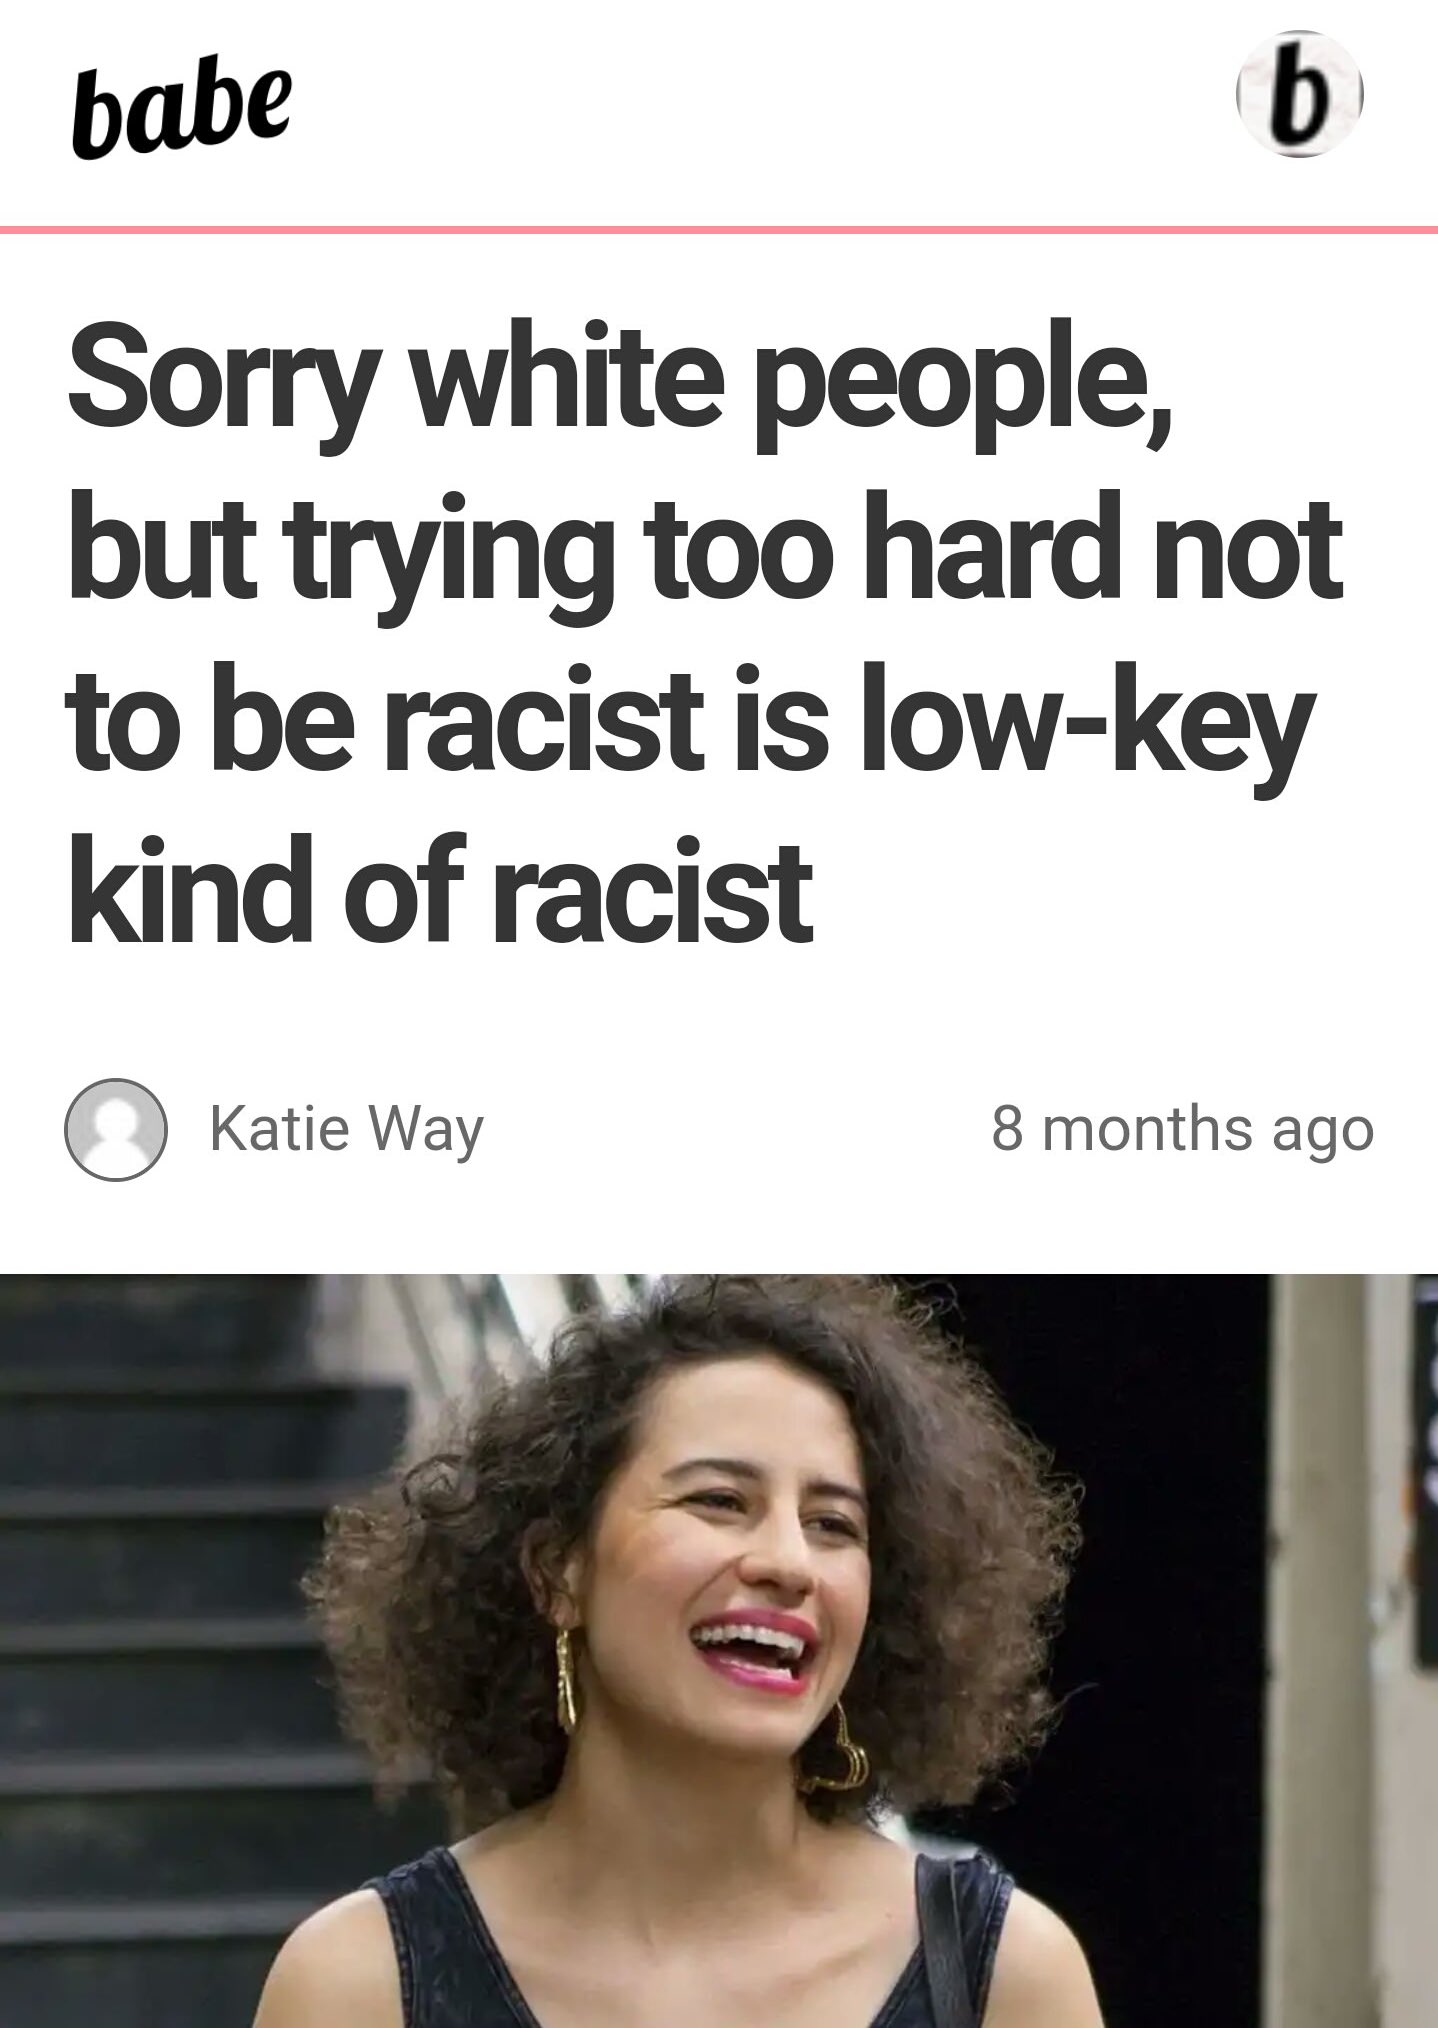 babe
b
Sorry white people,
but trying too hard not
to be racist is low-key
kind of racist
Katie Way
8 months ago